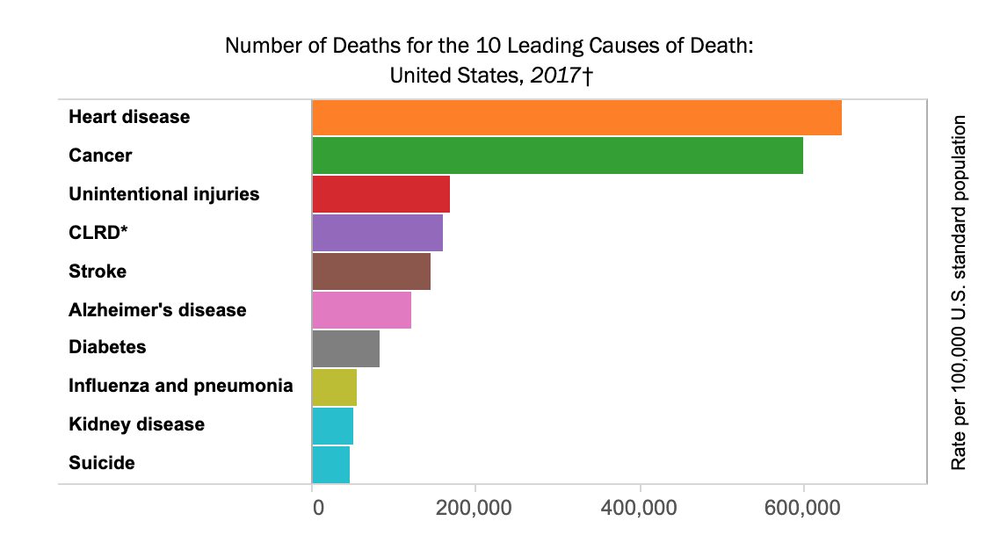 Number of Deaths for the 10 Leading Causes of Death:
United States, 2017†
Heart disease
Cancer
Unintentional injuries
CLRD*
Stroke
Alzheimer's disease
Diabetes
Influenza and pneumonia
Kidney disease
Suicide
0
200,000
400,000
600,000
Rate per 100,000 U.S. standard population